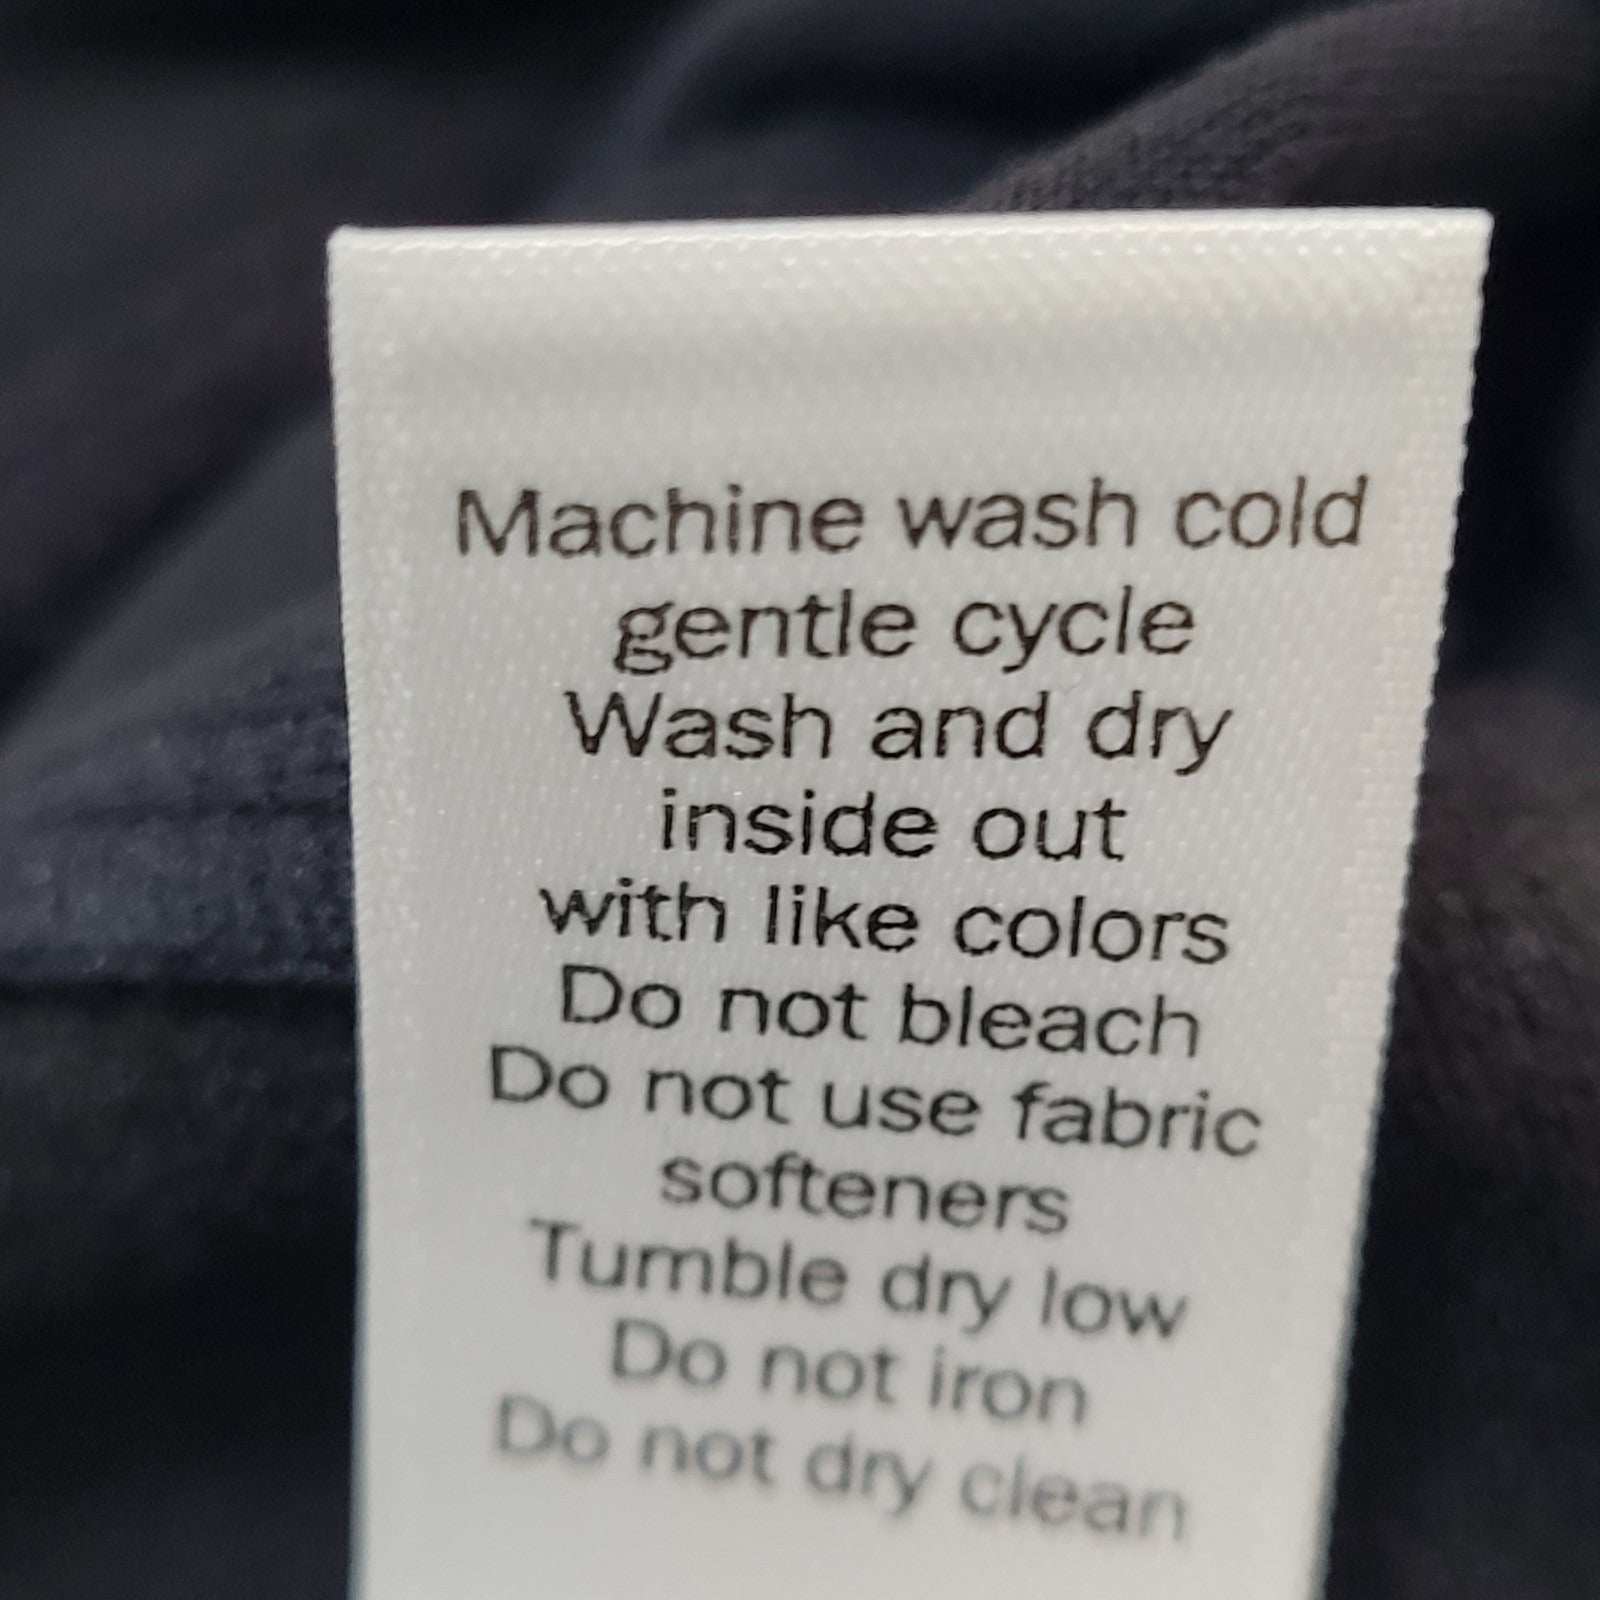 Machine wash cold
gentle cycle
Wash and dry
inside out
with like colors
Do not bleach
Do not use fabric
softeners
Tumble dry low
Do not iron
Do not dry clean